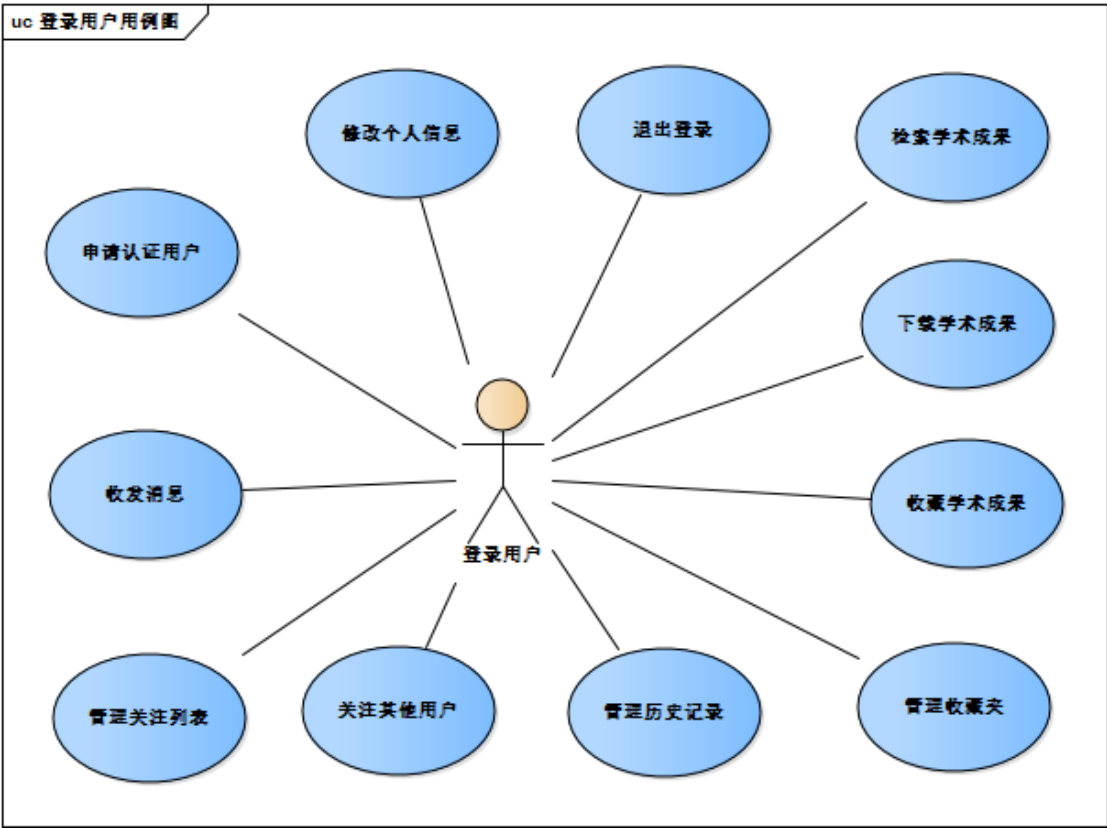 uc 登录用户用例图
修改个人信息
退出登录
检索学术成果
申请认证用户
下载学术成果
收发消息
收藏学术成果
登录用户
管理关注列表
关注其他用户
管理历史记录
管理收藏夹